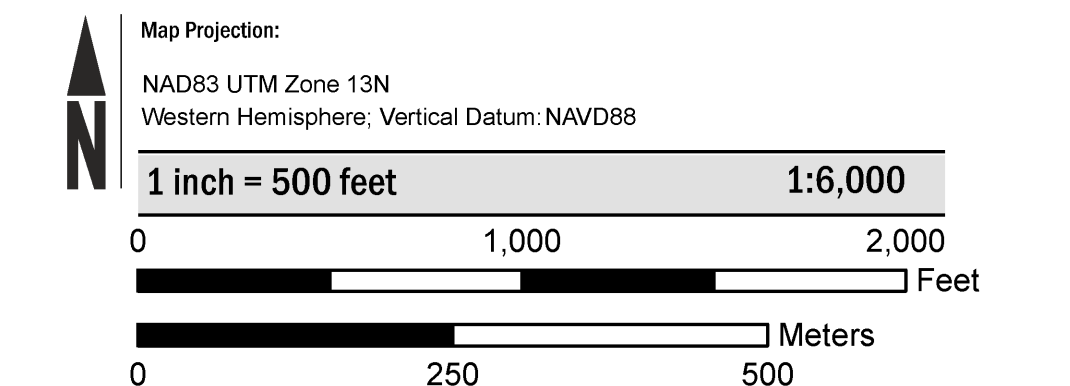 N
Map Projection:
NAD83 UTM Zone 13N
Western Hemisphere; Vertical Datum: NAVD88
1 inch = 500 feet 1:6,000
0 1,000 2,000
Feet
Meters
0 250 500